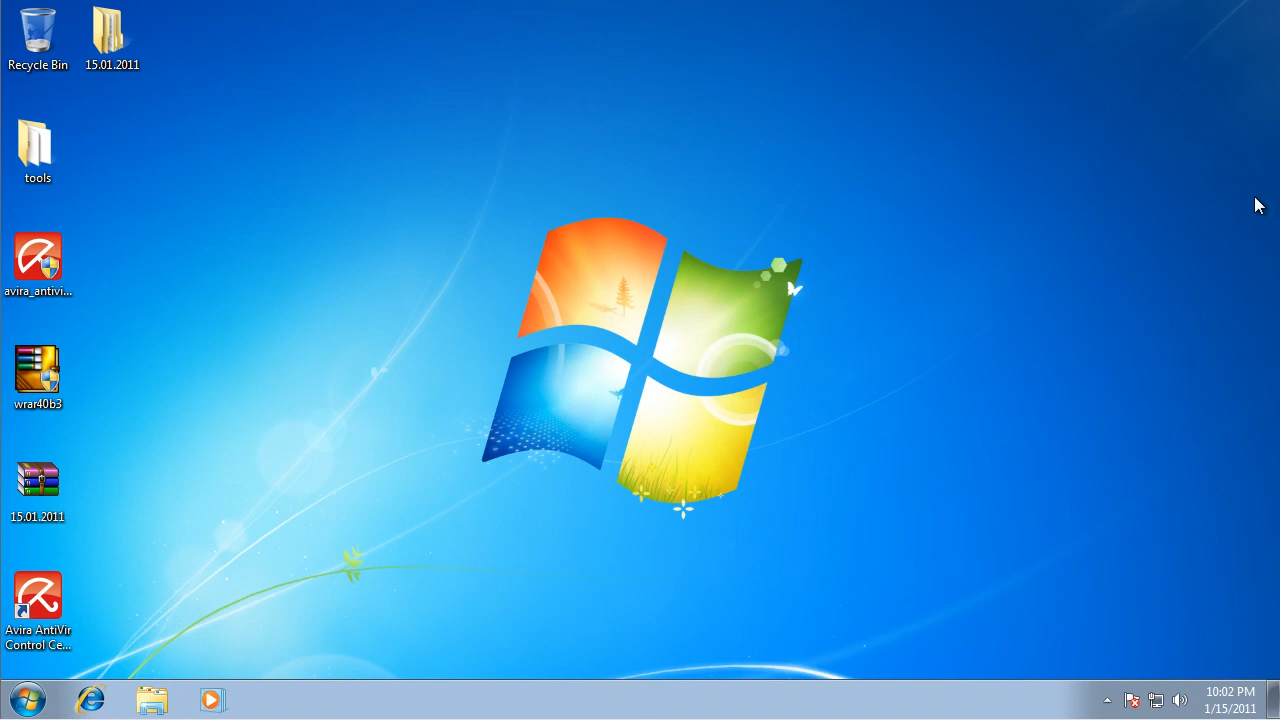 Recycle Bin
15.01.2011
tools
avira_antivi...
wrar40b3
15.01.2011
Avira AntiVir
Control Ce...
10:02 PM
1/15/2011